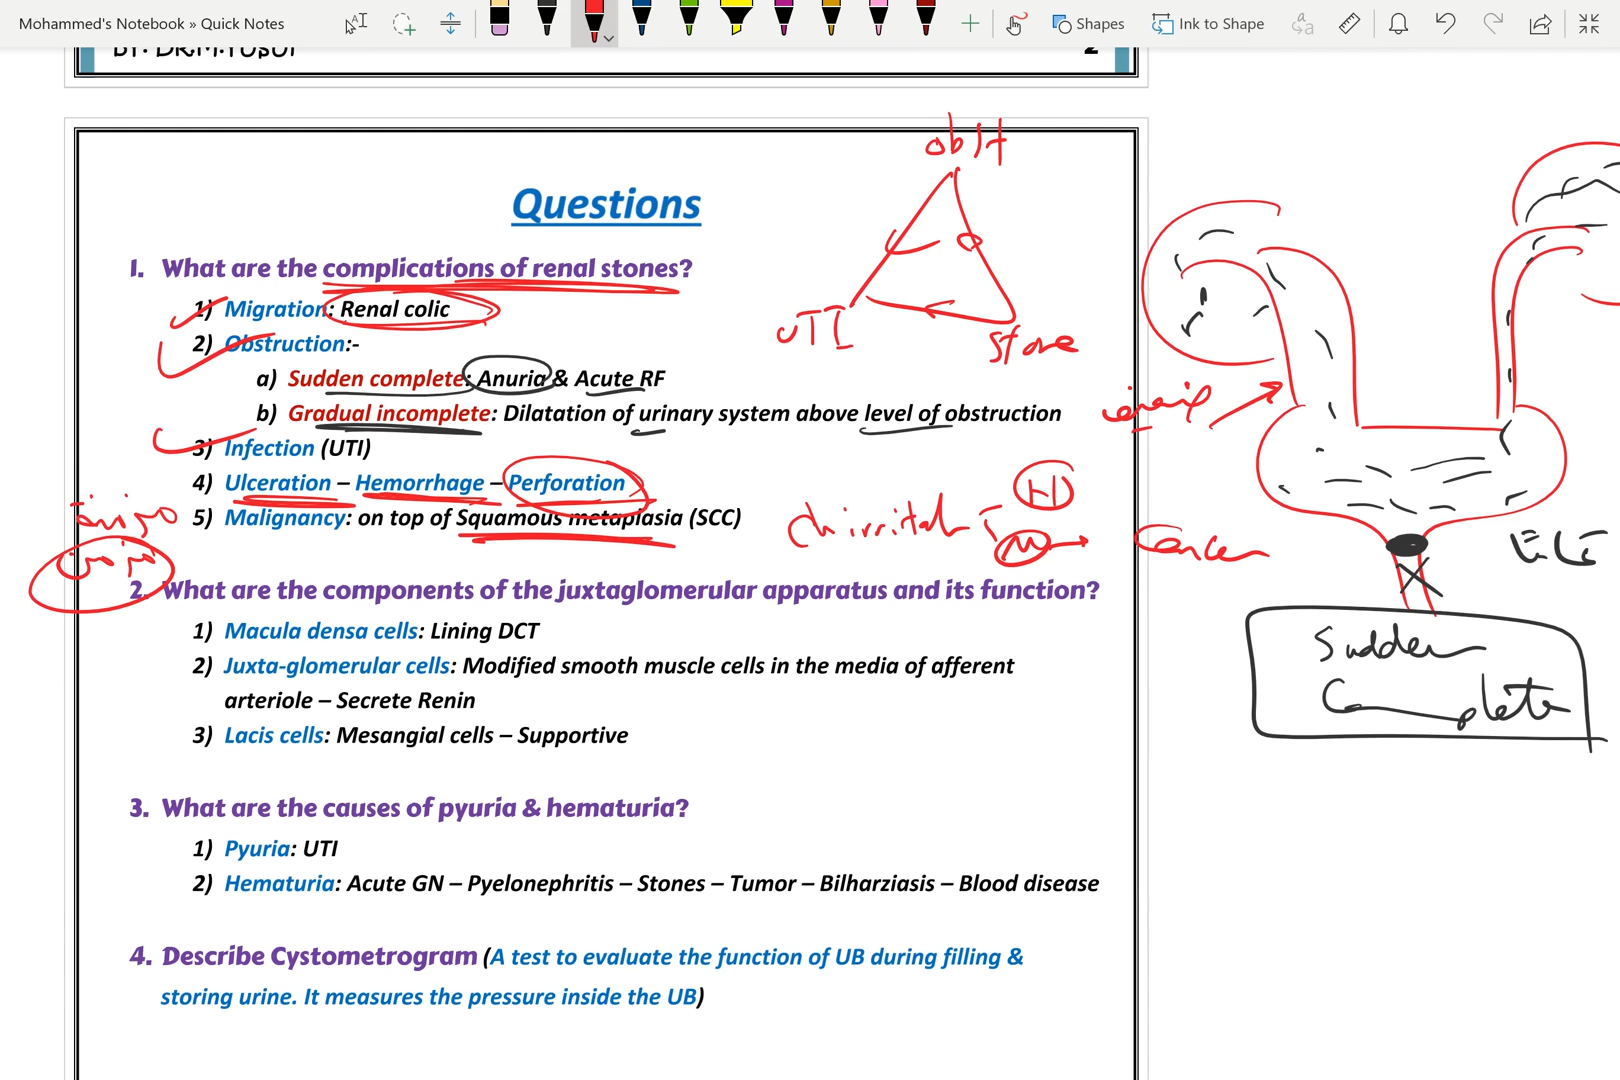 Mohammed's Notebook » Quick Notes
Shapes
Ink to Shape
BY: DR.M.YUSUF
2
Questions
1. What are the complications of renal stones?
1) Migration: Renal colic
2) Obstruction:-
a) Sudden complete: Anuria & Acute RF
b) Gradual incomplete: Dilatation of urinary system above level of obstruction
3) Infection (UTI)
4) Ulceration – Hemorrhage – Perforation
5) Malignancy: on top of Squamous metaplasia (SCC)
2. What are the components of the juxtaglomerular apparatus and its function?
1) Macula densa cells: Lining DCT
2) Juxta-glomerular cells: Modified smooth muscle cells in the media of afferent
arteriole – Secrete Renin
3) Lacis cells: Mesangial cells – Supportive
3. What are the causes of pyuria & hematuria?
1) Pyuria: UTI
2) Hematuria: Acute GN – Pyelonephritis – Stones – Tumor – Bilharziasis – Blood disease
4. Describe Cystometrogram (A test to evaluate the function of UB during filling &
storing urine. It measures the pressure inside the UB)
obst
UTI
Stone
Cancer
Sudden
Complete